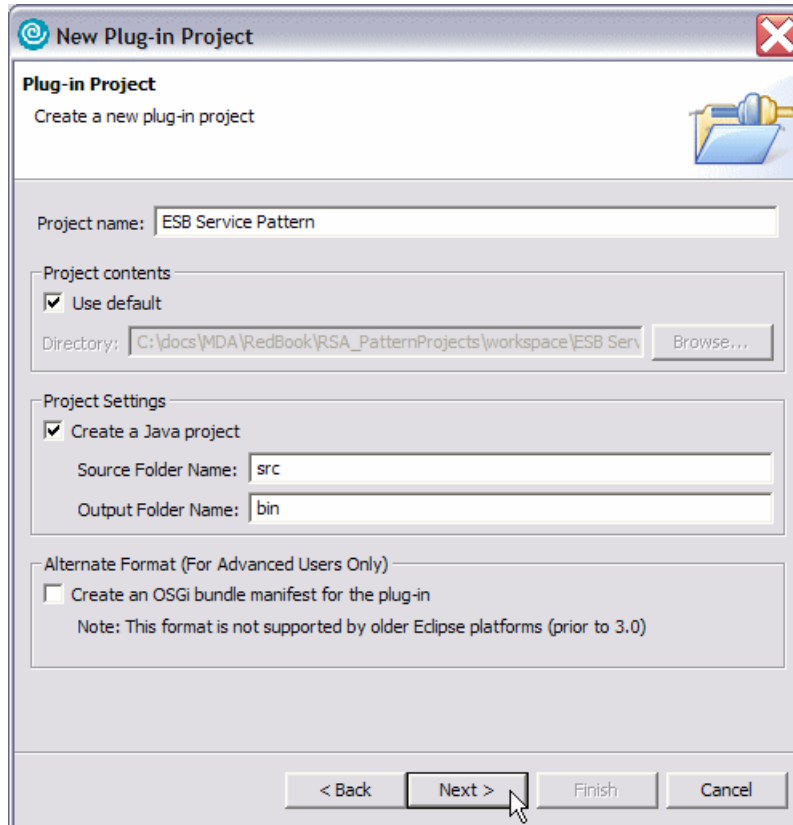 New Plug-in Project
Plug-in Project
Create a new plug-in project
Project name: ESB Service Pattern
Project contents
Use default
Directory: C:\docs\MDA\RedBook\RSA_PatternProjects\workspace\ESB Serv Browse...
Project Settings
Create a Java project
Source Folder Name: src
Output Folder Name: bin
Alternate Format (For Advanced Users Only)
Create an OSGi bundle manifest for the plug-in
Note: This format is not supported by older Eclipse platforms (prior to 3.0)
< Back Next > Finish Cancel